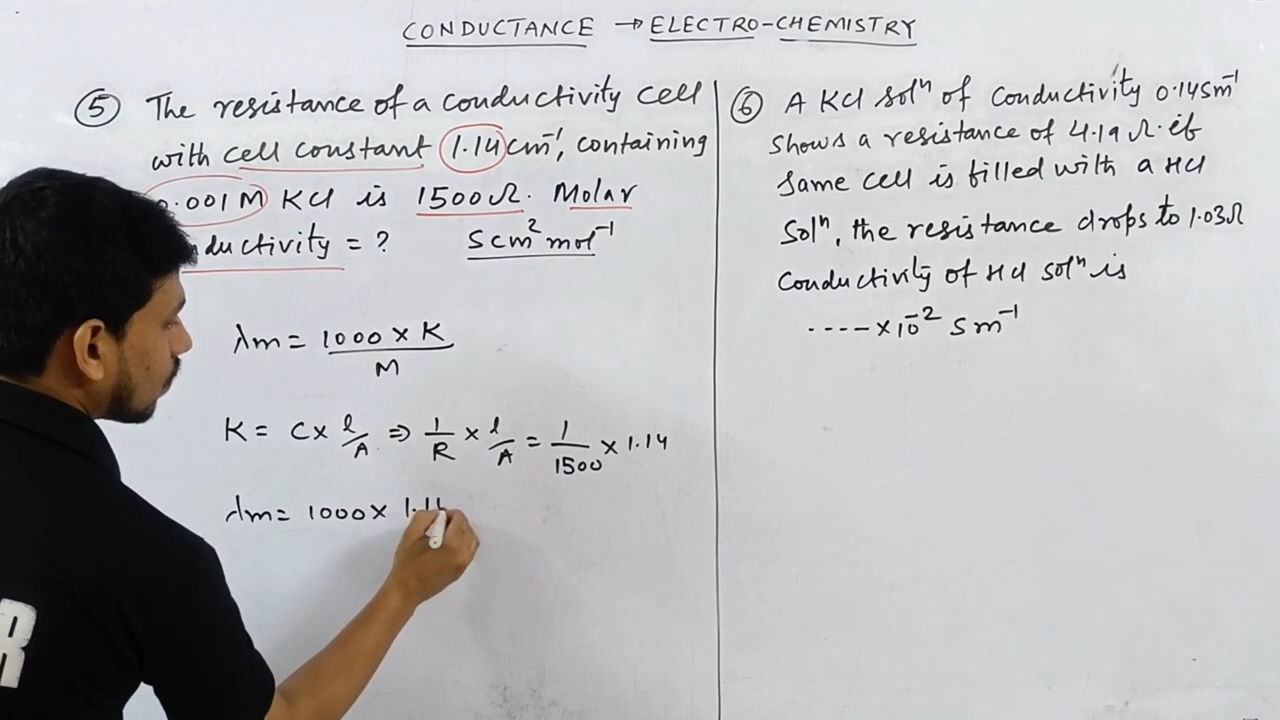 CONDUCTANCE → ELECTRO-CHEMISTRY
⑤ The resistance of a conductivity cell
with cell constant 1.14 cm⁻¹, containing
0.001 M KCl is 1500Ω. Molar
ductivity = ? S cm² mol⁻¹
λm = 1000 × K / M
K = C × l/A ⇒ 1/R × l/A = 1/1500 × 1.14
λm = 1000 × 1.14
⑥ A KCl solⁿ of conductivity 0.14 S m⁻¹
shows a resistance of 4.19 Ω. if
same cell is filled with a HCl
solⁿ, the resistance drops to 1.03Ω
Conductivity of HCl solⁿ is
---- × 10⁻² S m⁻¹
R